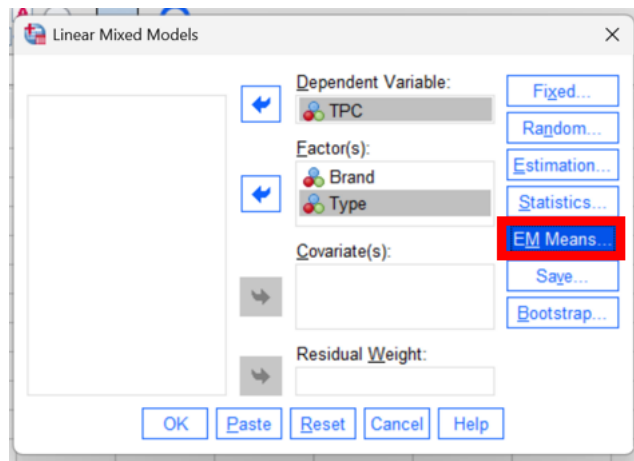 Linear Mixed Models
Dependent Variable:
TPC
Factor(s):
Brand
Type
Covariate(s):
Residual Weight:
Fixed...
Random...
Estimation...
Statistics...
EM Means...
Save...
Bootstrap...
OK Paste Reset Cancel Help